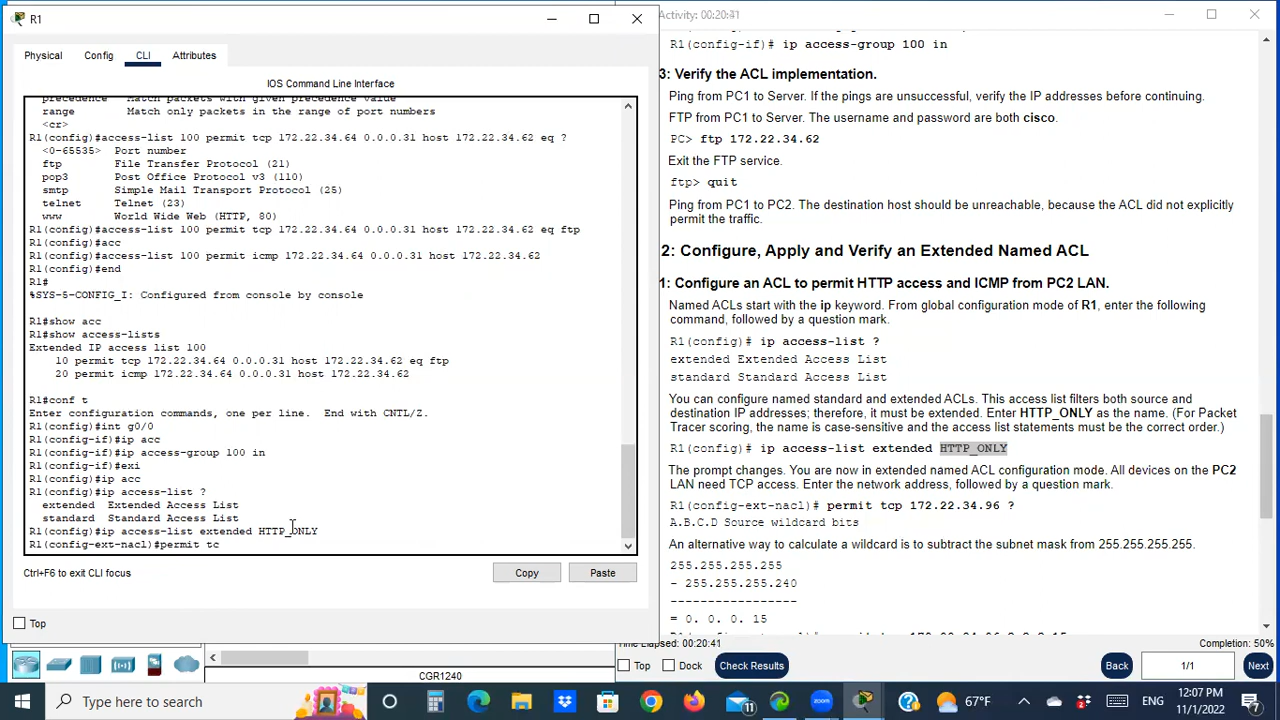 R1
Physical
Config
CLI
Attributes
IOS Command Line Interface
precedence Match packets with given precedence value
range Match only packets in the range of port numbers
<cr>
R1(config)#access-list 100 permit tcp 172.22.34.64 0.0.0.31 host 172.22.34.62 eq ?
<0-65535> Port number
ftp File Transfer Protocol (21)
pop3 Post Office Protocol v3 (110)
smtp Simple Mail Transport Protocol (25)
telnet Telnet (23)
www World Wide Web (HTTP, 80)
R1(config)#access-list 100 permit tcp 172.22.34.64 0.0.0.31 host 172.22.34.62 eq ftp
R1(config)#acc
R1(config)#access-list 100 permit icmp 172.22.34.64 0.0.0.31 host 172.22.34.62
R1(config)#end
R1#
%SYS-5-CONFIG_I: Configured from console by console
R1#show acc
R1#show access-lists
Extended IP access list 100
10 permit tcp 172.22.34.64 0.0.0.31 host 172.22.34.62 eq ftp
20 permit icmp 172.22.34.64 0.0.0.31 host 172.22.34.62
R1#conf t
Enter configuration commands, one per line. End with CNTL/Z.
R1(config)#int g0/0
R1(config-if)#ip acc
R1(config-if)#ip access-group 100 in
R1(config-if)#exi
R1(config)#ip acc
R1(config)#ip access-list ?
extended Extended Access List
standard Standard Access List
R1(config)#ip access-list extended HTTP_ONLY
R1(config-ext-nacl)#permit tc
Ctrl+F6 to exit CLI focus
Copy
Paste
Top
CGR1240
Activity: 00:20:41
R1(config-if)# ip access-group 100 in
3: Verify the ACL implementation.
Ping from PC1 to Server. If the pings are unsuccessful, verify the IP addresses before continuing.
FTP from PC1 to Server. The username and password are both cisco.
PC> ftp 172.22.34.62
Exit the FTP service.
ftp> quit
Ping from PC1 to PC2. The destination host should be unreachable, because the ACL did not explicitly
permit the traffic.
2: Configure, Apply and Verify an Extended Named ACL
1: Configure an ACL to permit HTTP access and ICMP from PC2 LAN.
Named ACLs start with the ip keyword. From global configuration mode of R1, enter the following
command, followed by a question mark.
R1(config)# ip access-list ?
extended Extended Access List
standard Standard Access List
You can configure named standard and extended ACLs. This access list filters both source and
destination IP addresses; therefore, it must be extended. Enter HTTP_ONLY as the name. (For Packet
Tracer scoring, the name is case-sensitive and the access list statements must be the correct order.)
R1(config)# ip access-list extended HTTP_ONLY
The prompt changes. You are now in extended named ACL configuration mode. All devices on the PC2
LAN need TCP access. Enter the network address, followed by a question mark.
R1(config-ext-nacl)# permit tcp 172.22.34.96 ?
A.B.C.D Source wildcard bits
An alternative way to calculate a wildcard is to subtract the subnet mask from 255.255.255.255.
255.255.255.255
- 255.255.255.240
-----------------
= 0. 0. 0. 15
Time Elapsed: 00:20:41
Completion: 50%
Top
Dock
Check Results
Back
1/1
Next
Type here to search
11
67°F
ENG
12:07 PM
11/1/2022
7